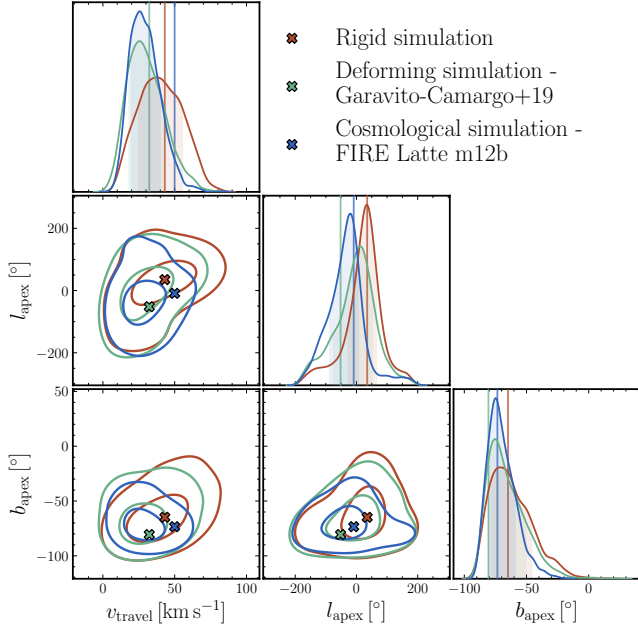 Rigid simulation
Deforming simulation -
Garavito-Camargo+19
Cosmological simulation -
FIRE Latte m12b
200
0
−200
l_apex [°]
50
0
−50
−100
b_apex [°]
0 50 100
v_travel [km s⁻¹]
−200 0 200
l_apex [°]
−100 −50 0
b_apex [°]